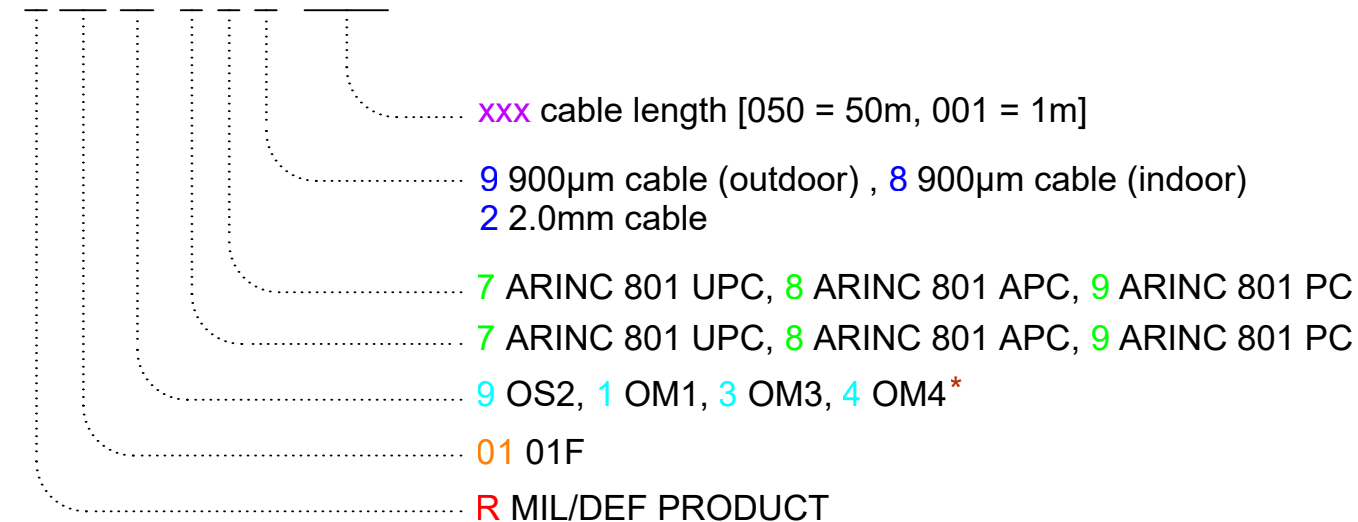 xxx cable length [050 = 50m, 001 = 1m]
9 900µm cable (outdoor) , 8 900µm cable (indoor)
2 2.0mm cable
7 ARINC 801 UPC, 8 ARINC 801 APC, 9 ARINC 801 PC
7 ARINC 801 UPC, 8 ARINC 801 APC, 9 ARINC 801 PC
9 OS2, 1 OM1, 3 OM3, 4 OM4*
01 01F
R MIL/DEF PRODUCT